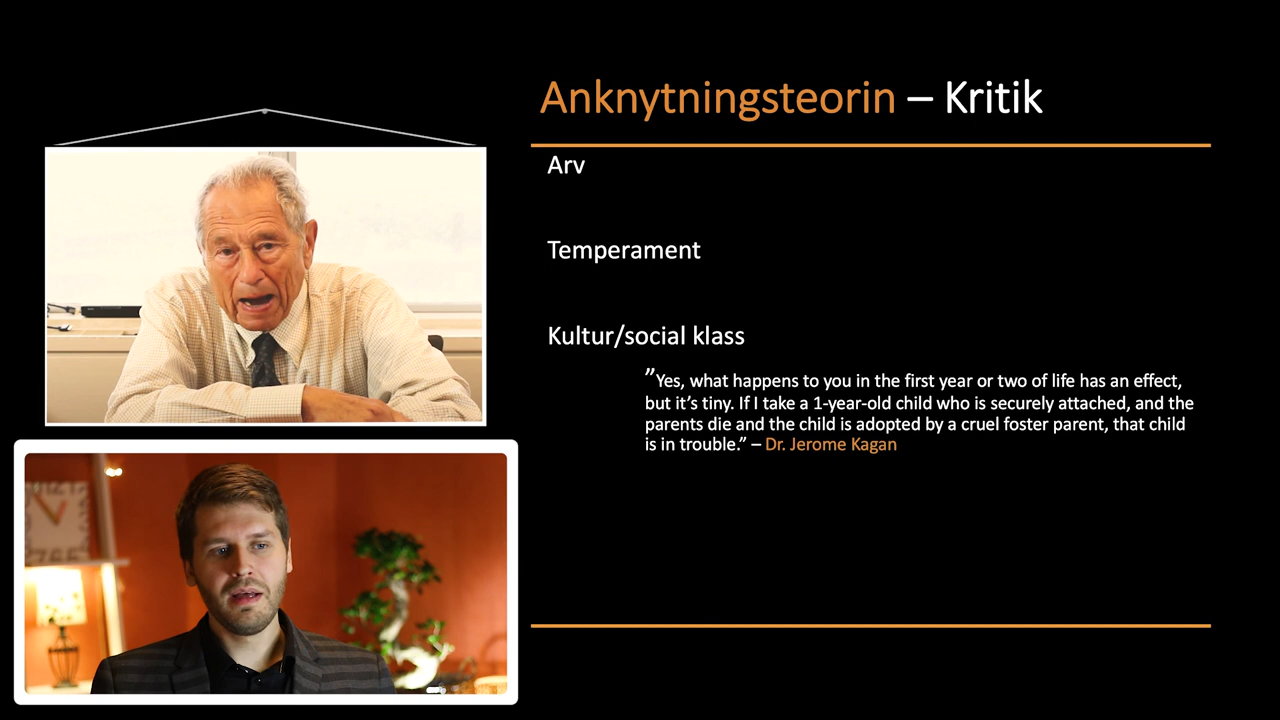 Anknytningsteorin – Kritik
Arv
Temperament
Kultur/social klass
”Yes, what happens to you in the first year or two of life has an effect,
but it’s tiny. If I take a 1-year-old child who is securely attached, and the
parents die and the child is adopted by a cruel foster parent, that child
is in trouble.” – Dr. Jerome Kagan